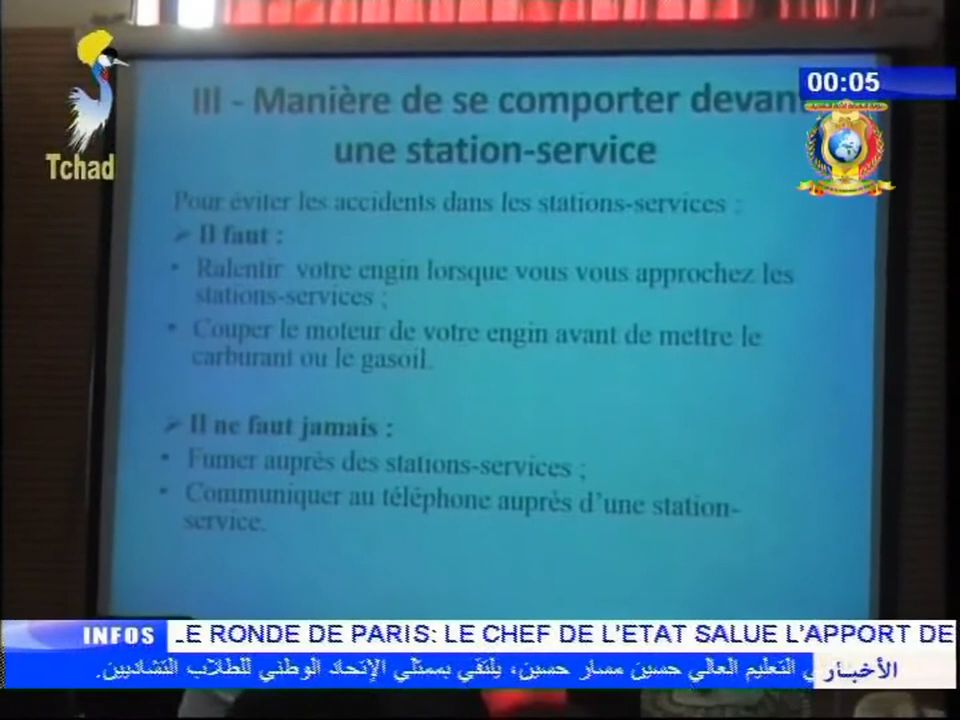 Tchad
00:05
III - Manière de se comporter devant
une station-service
Pour éviter les accidents dans les stations-services :
➢ Il faut :
• Ralentir votre engin lorsque vous vous approchez les
stations-services ;
• Couper le moteur de votre engin avant de mettre le
carburant ou le gasoil.
➢ Il ne faut jamais :
• Fumer auprès des stations-services ;
• Communiquer au téléphone auprès d'une station-
service.
INFOS
LE RONDE DE PARIS: LE CHEF DE L'ETAT SALUE L'APPORT DE
الأخبار
التعليم العالي حسين مسار حسين، يلتقي بممثلي الإتحاد الوطني للطلاب التشاديين.